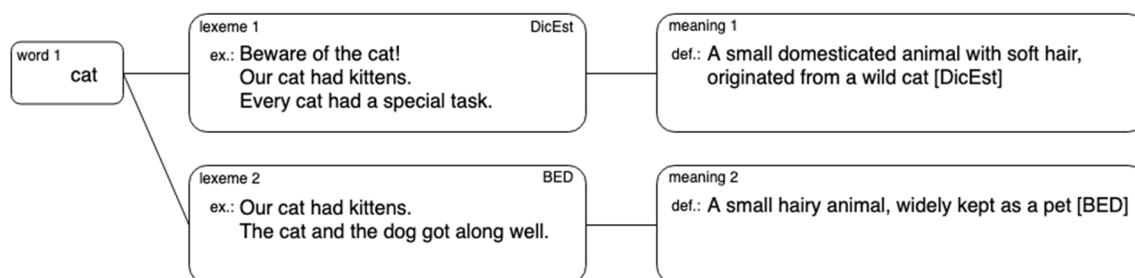 word 1
cat
lexeme 1 DicEst
ex.: Beware of the cat!
Our cat had kittens.
Every cat had a special task.
meaning 1
def.: A small domesticated animal with soft hair,
originated from a wild cat [DicEst]
lexeme 2 BED
ex.: Our cat had kittens.
The cat and the dog got along well.
meaning 2
def.: A small hairy animal, widely kept as a pet [BED]